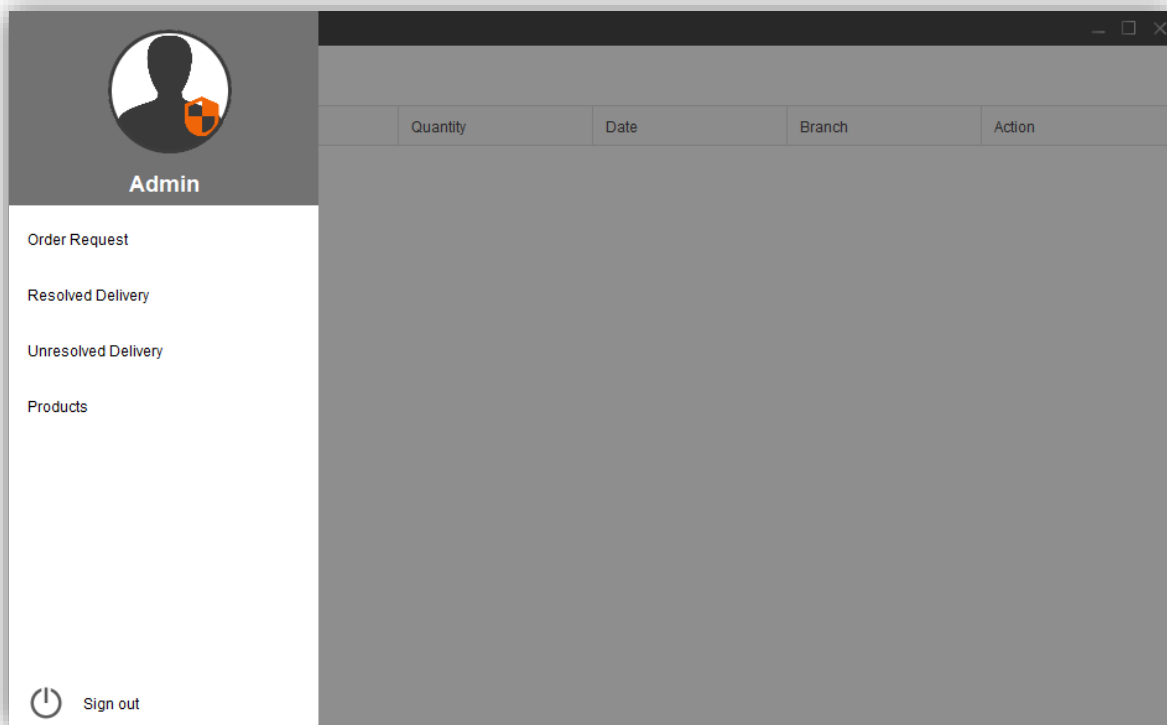 Admin
Quantity Date Branch Action
Order Request
Resolved Delivery
Unresolved Delivery
Products
Sign out